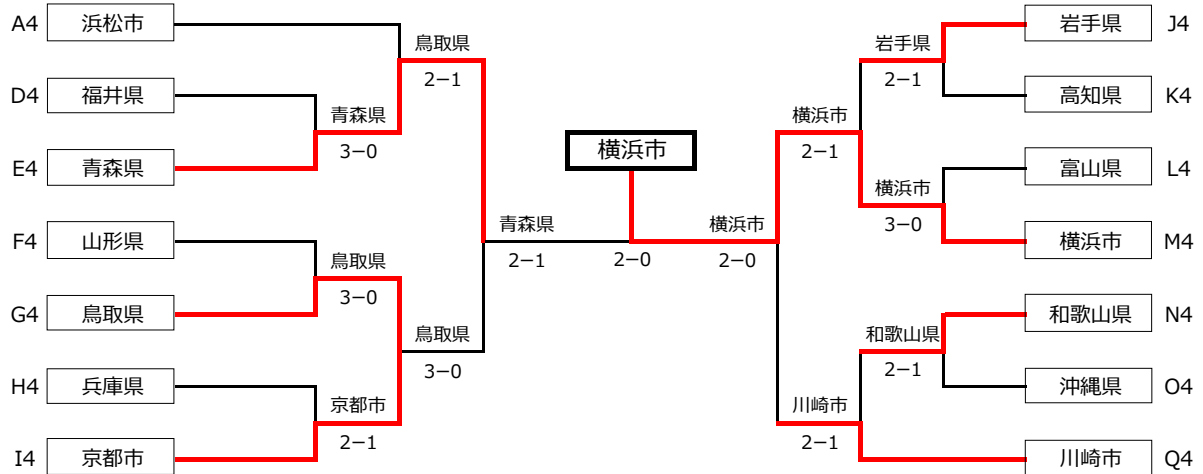 A4 浜松市
鳥取県
岩手県
岩手県 J4
2−1
2−1
D4 福井県
高知県 K4
青森県
横浜市
3−0
横浜市
2−1
E4 青森県
富山県 L4
横浜市
3−0
F4 山形県
青森県
横浜市
横浜市 M4
鳥取県
2−1
2−0
2−0
3−0
G4 鳥取県
和歌山県 N4
鳥取県
和歌山県
3−0
2−1
H4 兵庫県
沖縄県 O4
京都市
川崎市
2−1
2−1
I4 京都市
川崎市 Q4